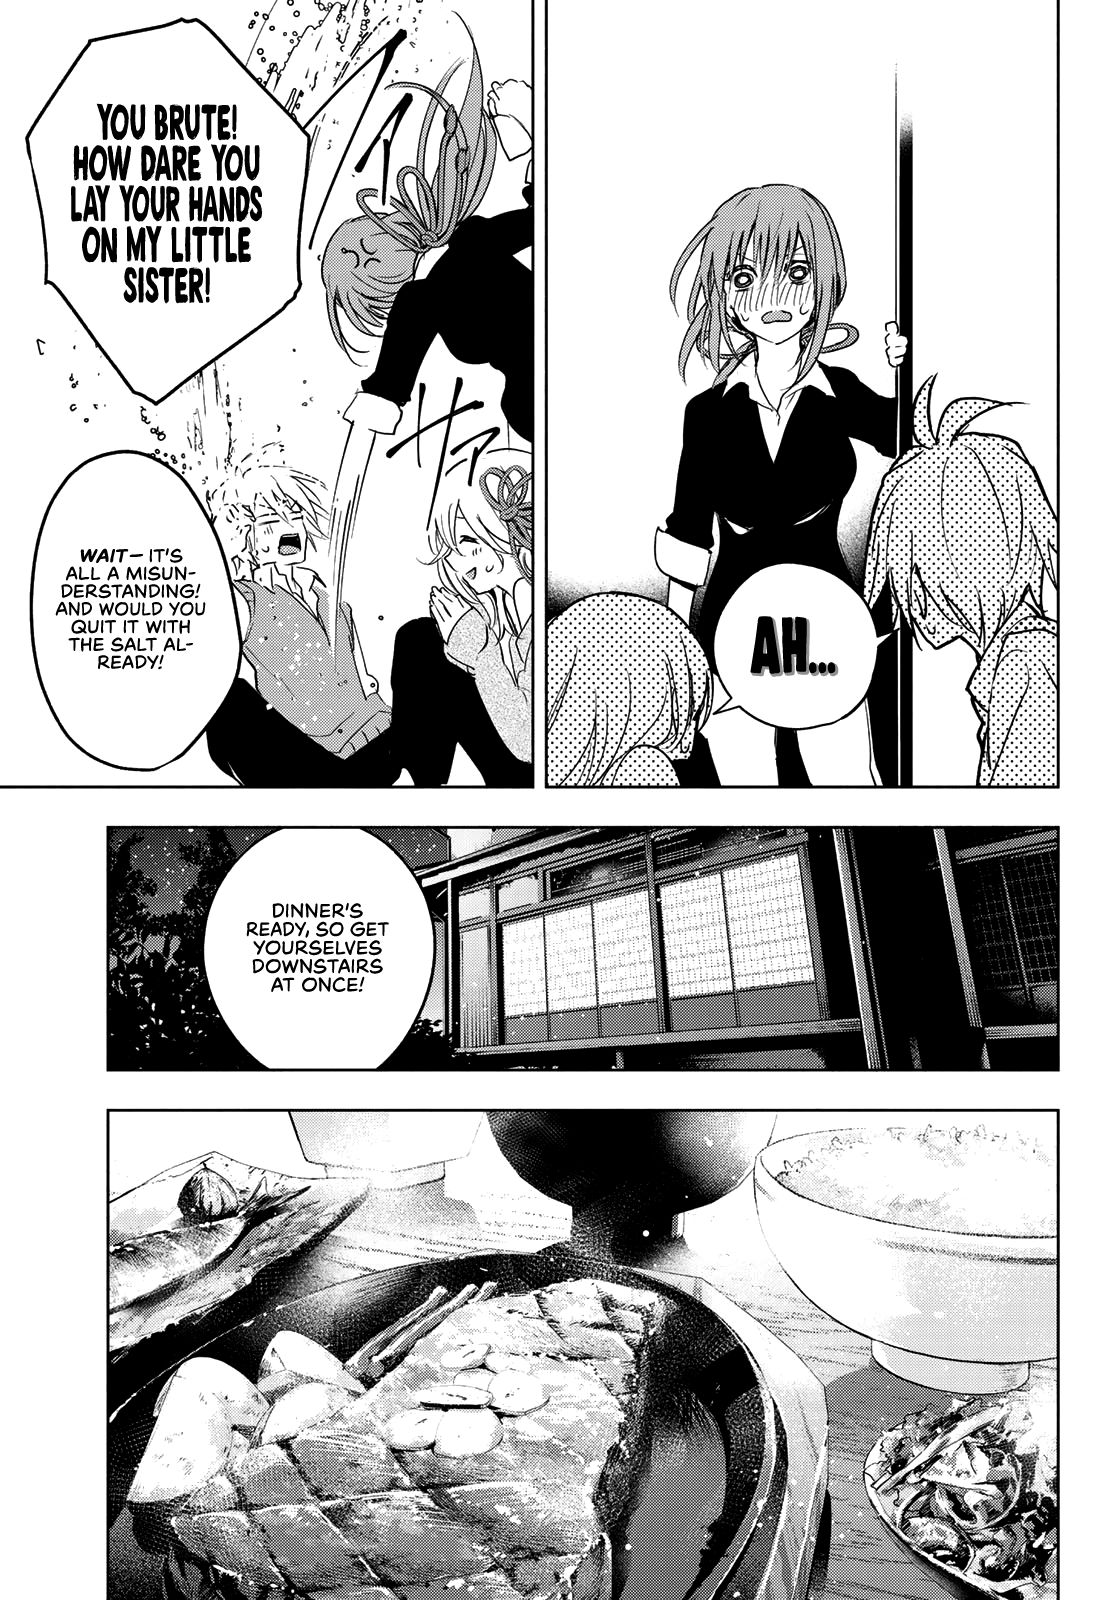 AH...
YOU BRUTE!
HOW DARE YOU
LAY YOUR HANDS
ON MY LITTLE
SISTER!
WAIT— IT'S
ALL A MISUN-
DERSTANDING!
AND WOULD YOU
QUIT IT WITH
THE SALT AL-
READY!
DINNER'S
READY, SO GET
YOURSELVES
DOWNSTAIRS
AT ONCE!